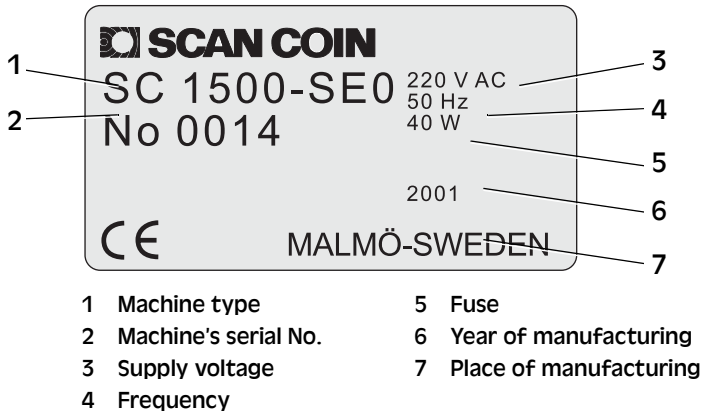 SCAN COIN
1 SC 1500-SE0 220 V AC 3
50 Hz 4
2 No 0014 40 W
5
2001 6
CE MALMÖ-SWEDEN 7
1 Machine type
2 Machine's serial No.
3 Supply voltage
4 Frequency
5 Fuse
6 Year of manufacturing
7 Place of manufacturing